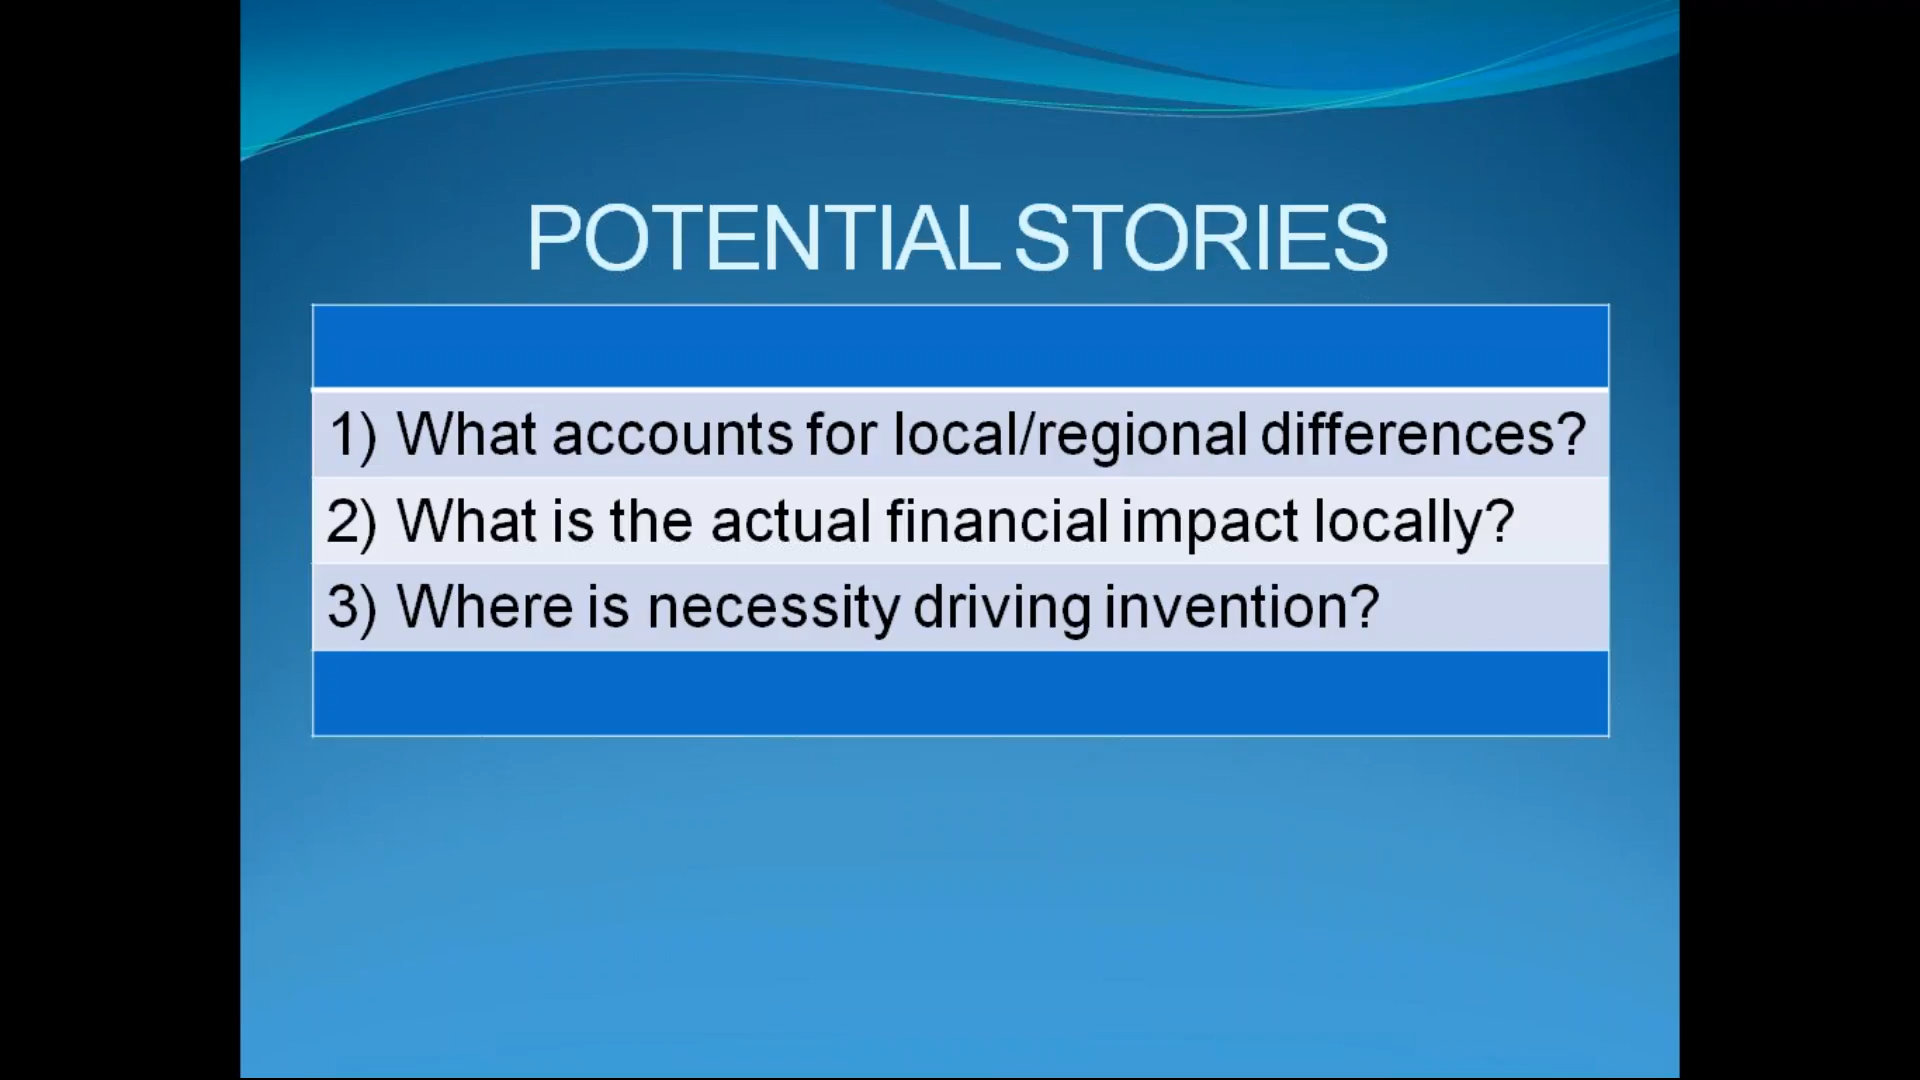 POTENTIAL STORIES
1) What accounts for local/regional differences?
2) What is the actual financial impact locally?
3) Where is necessity driving invention?